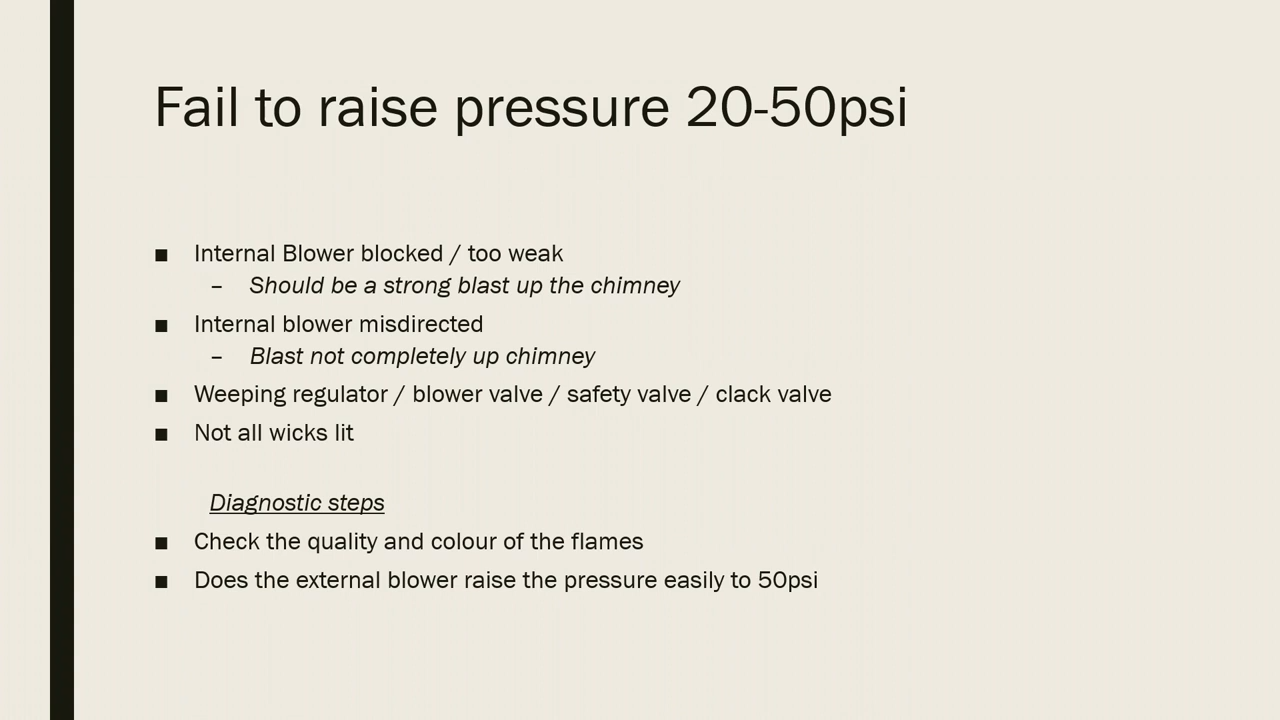 Fail to raise pressure 20-50psi
■ Internal Blower blocked / too weak
– Should be a strong blast up the chimney
■ Internal blower misdirected
– Blast not completely up chimney
■ Weeping regulator / blower valve / safety valve / clack valve
■ Not all wicks lit
Diagnostic steps
■ Check the quality and colour of the flames
■ Does the external blower raise the pressure easily to 50psi